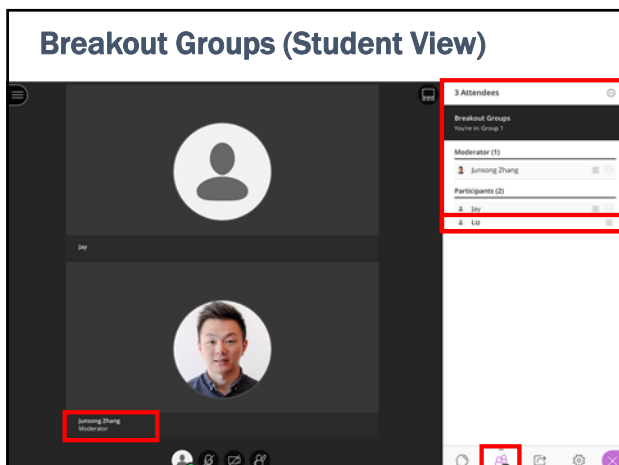 Breakout Groups (Student View)
3 Attendees
Breakout Groups
You're in: Group 1
Moderator (1)
Junsong Zhang
Participants (2)
Jay
Liz
Jay
Junsong Zhang
Moderator